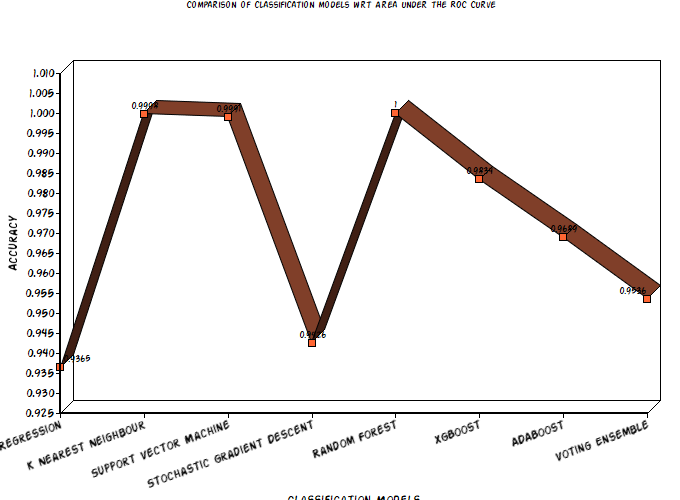 COMPARISON OF CLASSIFICATION MODELS WRT AREA UNDER THE ROC CURVE
1.010
1.005
1.000
0.995
0.990
0.985
0.980
0.975
0.970
0.965
0.960
0.955
0.950
0.945
0.940
0.935
0.930
0.925
ACCURACY
0.9998
0.9991
1
0.9834
0.9689
0.9536
.9365
REGRESSION
K NEAREST NEIGHBOUR
SUPPORT VECTOR MACHINE
STOCHASTIC GRADIENT DESCENT
RANDOM FOREST
XGBOOST
ADABOOST
VOTING ENSEMBLE
CLASSIFICATION MODELS